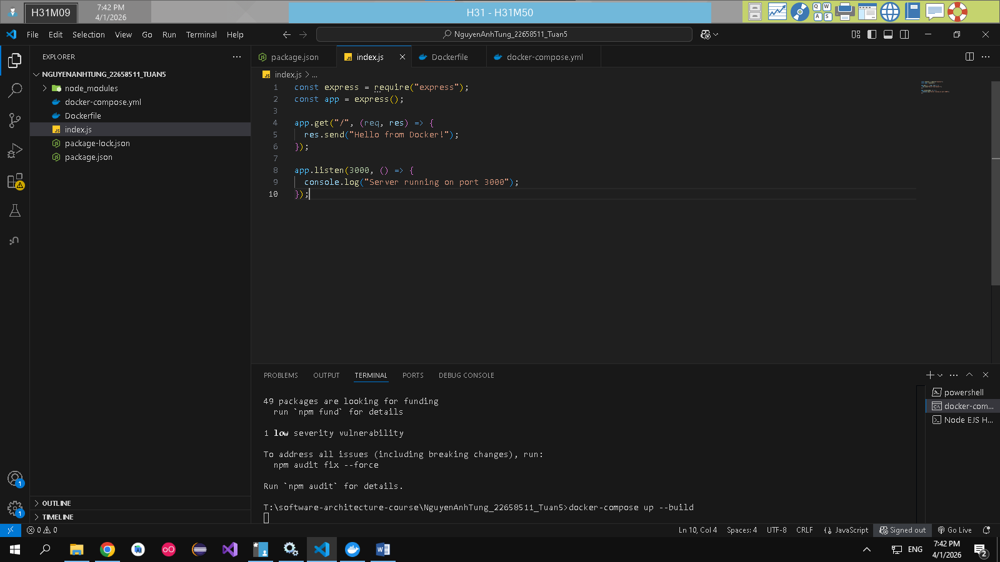 H31M09
7:42 PM
4/1/2026
H31 - H31M50
File Edit Selection View Go Run Terminal Help
NguyenAnhTung_22658511_Tuan5
EXPLORER
NGUYENANHTUNG_22658511_TUAN5
node_modules
docker-compose.yml
Dockerfile
index.js
package-lock.json
package.json
OUTLINE
TIMELINE
package.json
index.js
Dockerfile
docker-compose.yml
index.js > ...
1 const express = require("express");
2 const app = express();
3
4 app.get("/", (req, res) => {
5 res.send("Hello from Docker!");
6 });
7
8 app.listen(3000, () => {
9 console.log("Server running on port 3000");
10 });
PROBLEMS OUTPUT TERMINAL PORTS DEBUG CONSOLE
49 packages are looking for funding
run `npm fund` for details
1 low severity vulnerability
To address all issues (including breaking changes), run:
npm audit fix --force
Run `npm audit` for details.
T:\software-architecture-course\NguyenAnhTung_22658511_Tuan5>docker-compose up --build
powershell
docker-com...
Node EJS H...
0 0
Ln 10, Col 4 Spaces: 4 UTF-8 CRLF JavaScript Signed out Go Live
ENG
7:42 PM
4/1/2026
2